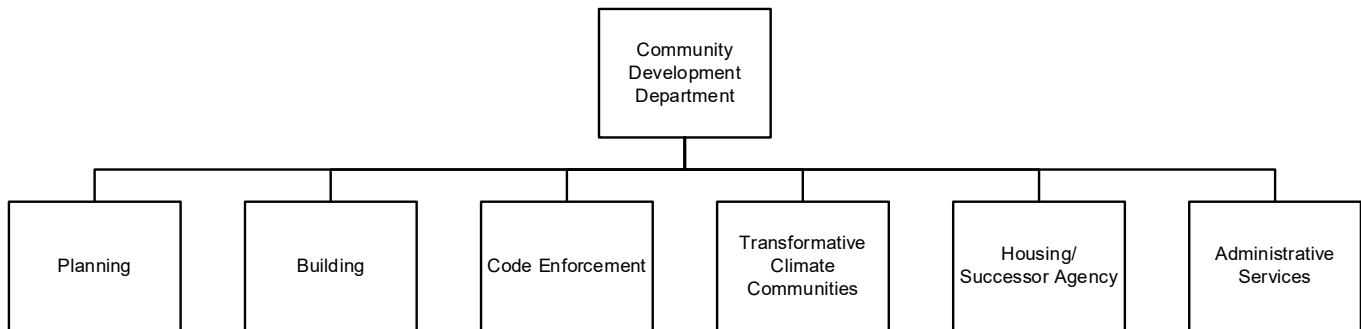 Community
Development
Department
Planning
Building
Code Enforcement
Transformative
Climate
Communities
Housing/
Successor Agency
Administrative
Services